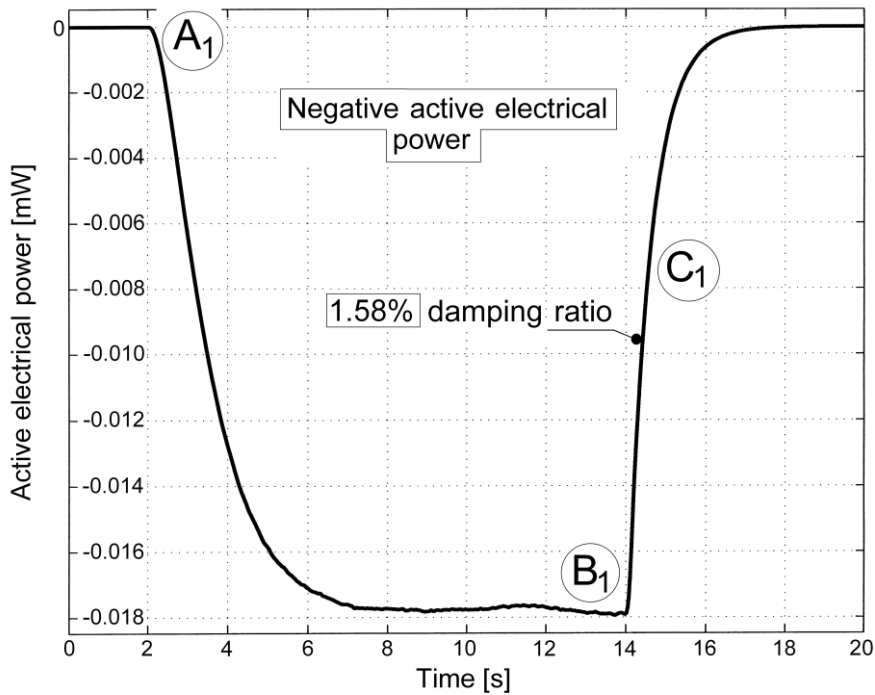 0
A1
-0.002
Negative active electrical
power
-0.004
-0.006
C1
-0.008
1.58% damping ratio
-0.010
-0.012
-0.014
-0.016
B1
-0.018
Active electrical power [mW]
0 2 4 6 8 10 12 14 16 18 20
Time [s]